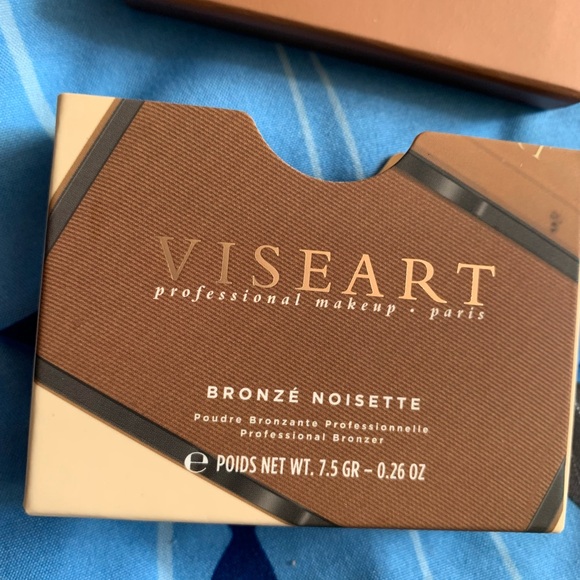 VISEART
professional makeup · paris
BRONZÉ NOISETTE
Poudre Bronzante Professionnelle
Professional Bronzer
℮ POIDS NET WT. 7.5 GR – 0.26 OZ